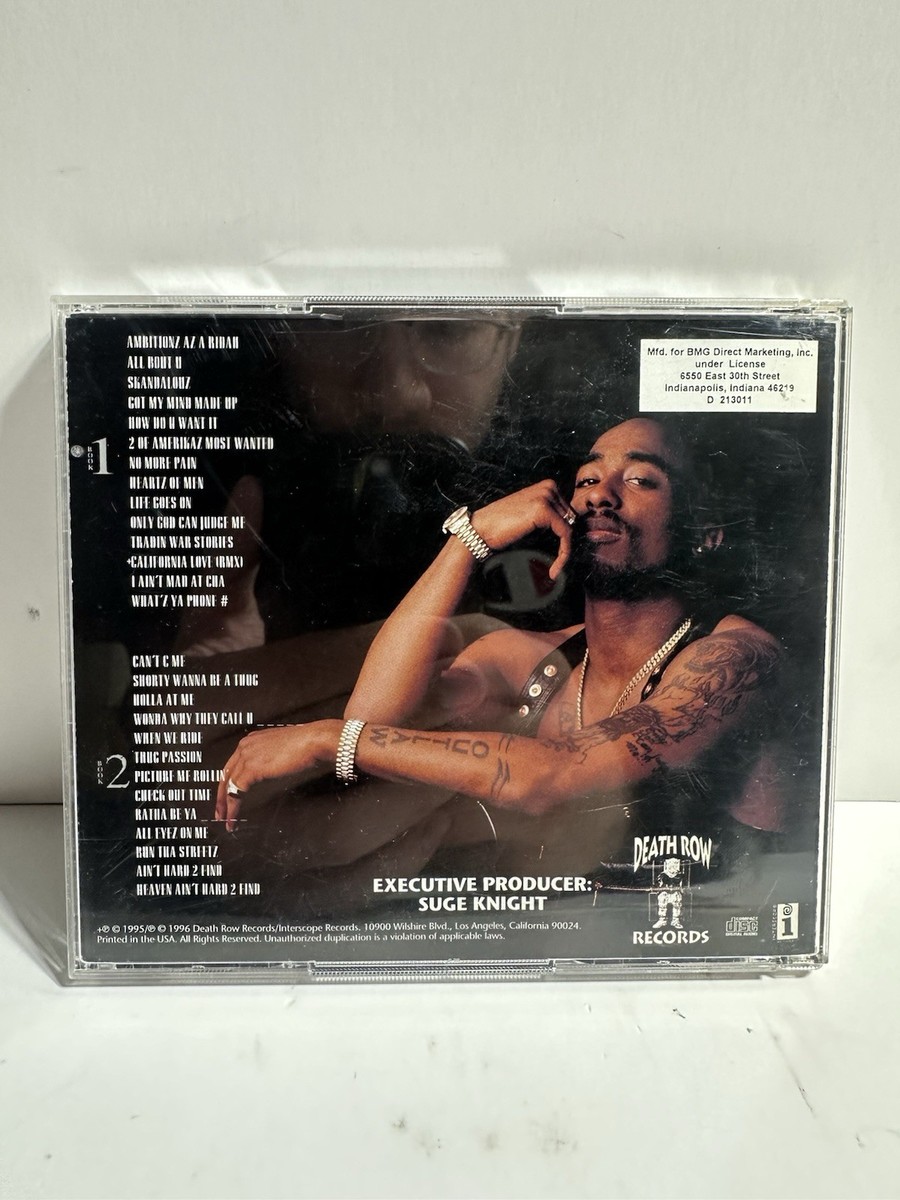 AMBITIONZ AZ A RIDAH
ALL BOUT U
SKANDALOUZ
GOT MY MIND MADE UP
HOW DO U WANT IT
2 OF AMERIKAZ MOST WANTED
NO MORE PAIN
HEARTZ OF MEN
LIFE GOES ON
ONLY GOD CAN JUDGE ME
TRADIN WAR STORIES
+CALIFORNIA LOVE (RMX)
I AIN'T MAD AT CHA
WHAT'Z YA PHONE #
BOOK 1
CAN'T C ME
SHORTY WANNA BE A THUG
HOLLA AT ME
WONDA WHY THEY CALL U _ _ _ _ _
WHEN WE RIDE
THUG PASSION
PICTURE ME ROLLIN'
CHECK OUT TIME
RATHA BE YA _ _ _ _ _
ALL EYEZ ON ME
RUN THA STREETZ
AIN'T HARD 2 FIND
HEAVEN AIN'T HARD 2 FIND
BOOK 2
Mfd. for BMG Direct Marketing, Inc.
under License
6550 East 30th Street
Indianapolis, Indiana 46219
D 213011
OUTLAW
EXECUTIVE PRODUCER:
SUGE KNIGHT
DEATH ROW
RECORDS
COMPACT
disc
DIGITAL AUDIO
INTERSCOPE
i
+℗ © 1995/℗ © 1996 Death Row Records/Interscope Records. 10900 Wilshire Blvd., Los Angeles, California 90024.
Printed in the USA. All Rights Reserved. Unauthorized duplication is a violation of applicable laws.